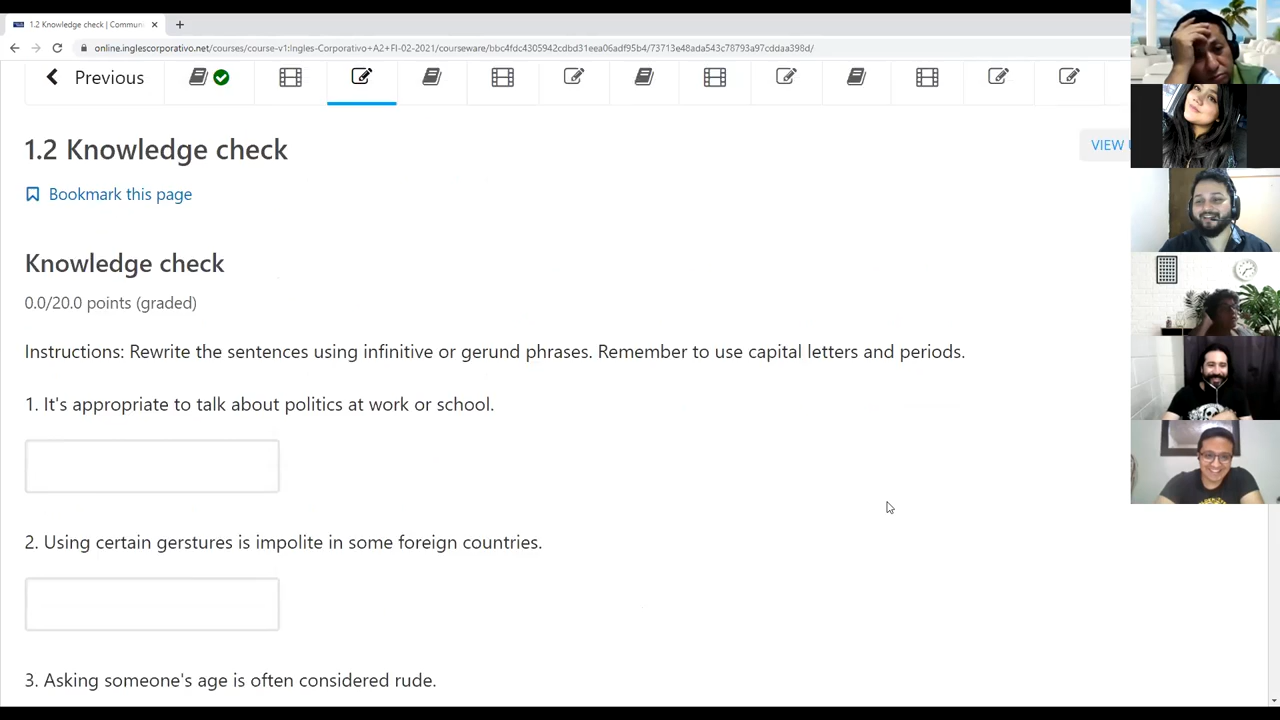 1.2 Knowledge check | Commun
online.inglescorporativo.net/courses/course-v1:Ingles-Corporativo+A2+FI-02-2021/courseware/bbc4fdc4305942cdbd31eea06adf95b4/73713e48ada543c78793a97cddaa398d/
Previous
1.2 Knowledge check
VIEW
Bookmark this page
Knowledge check
0.0/20.0 points (graded)
Instructions: Rewrite the sentences using infinitive or gerund phrases. Remember to use capital letters and periods.
1. It's appropriate to talk about politics at work or school.
2. Using certain gerstures is impolite in some foreign countries.
3. Asking someone's age is often considered rude.